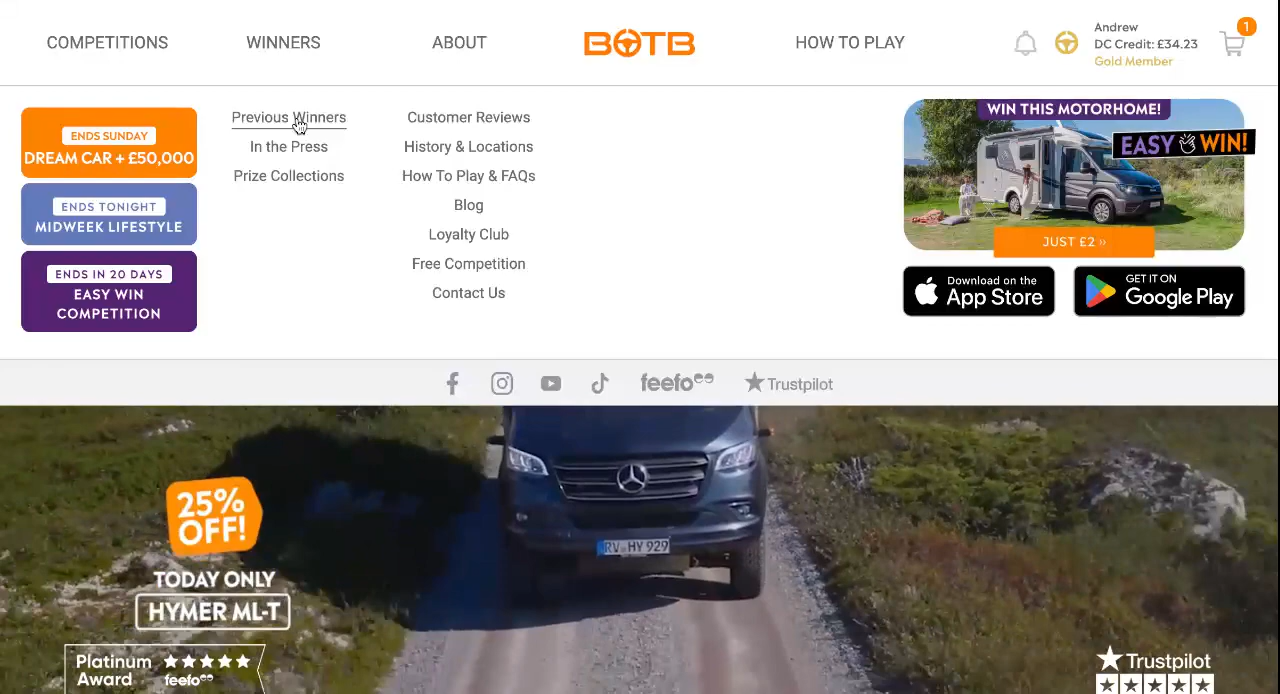 COMPETITIONS
WINNERS
ABOUT
BOTB
HOW TO PLAY
Andrew
DC Credit: £34.23
Gold Member
1
ENDS SUNDAY
DREAM CAR + £50,000
ENDS TONIGHT
MIDWEEK LIFESTYLE
ENDS IN 20 DAYS
EASY WIN
COMPETITION
Previous Winners
In the Press
Prize Collections
Customer Reviews
History & Locations
How To Play & FAQs
Blog
Loyalty Club
Free Competition
Contact Us
WIN THIS MOTORHOME!
EASY WIN!
JUST £2 ››
Download on the
App Store
GET IT ON
Google Play
feefo
Trustpilot
25%
OFF!
TODAY ONLY
HYMER ML-T
RV HY 929
Platinum
Award
feefo
Trustpilot